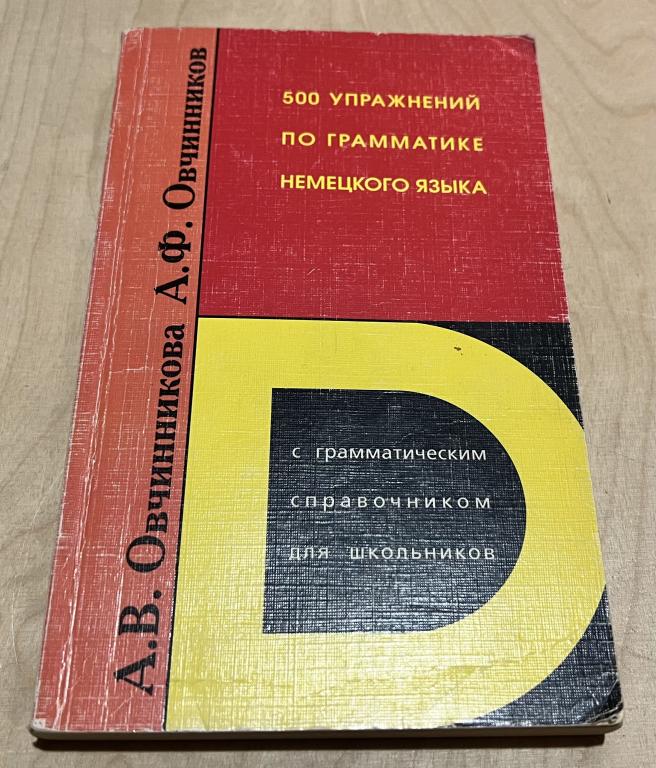 А.В. Овчинникова А.Ф. Овчинников
500 УПРАЖНЕНИЙ
ПО ГРАММАТИКЕ
НЕМЕЦКОГО ЯЗЫКА
D
с грамматическим
справочником
для школьников